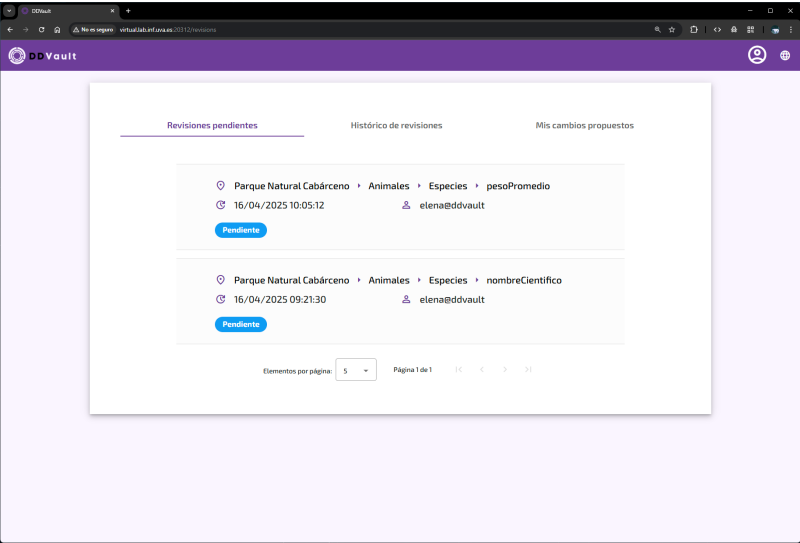 DDVault
No es seguro virtual.lab.inf.uva.es:20312/revisions
DDVault
Revisiones pendientes Histórico de revisiones Mis cambios propuestos
Parque Natural Cabárceno Animales Especies pesoPromedio
16/04/2025 10:05:12 elena@ddvault
Pendiente
Parque Natural Cabárceno Animales Especies nombreCientifico
16/04/2025 09:21:30 elena@ddvault
Pendiente
Elementos por página: 5 Página 1 de 1